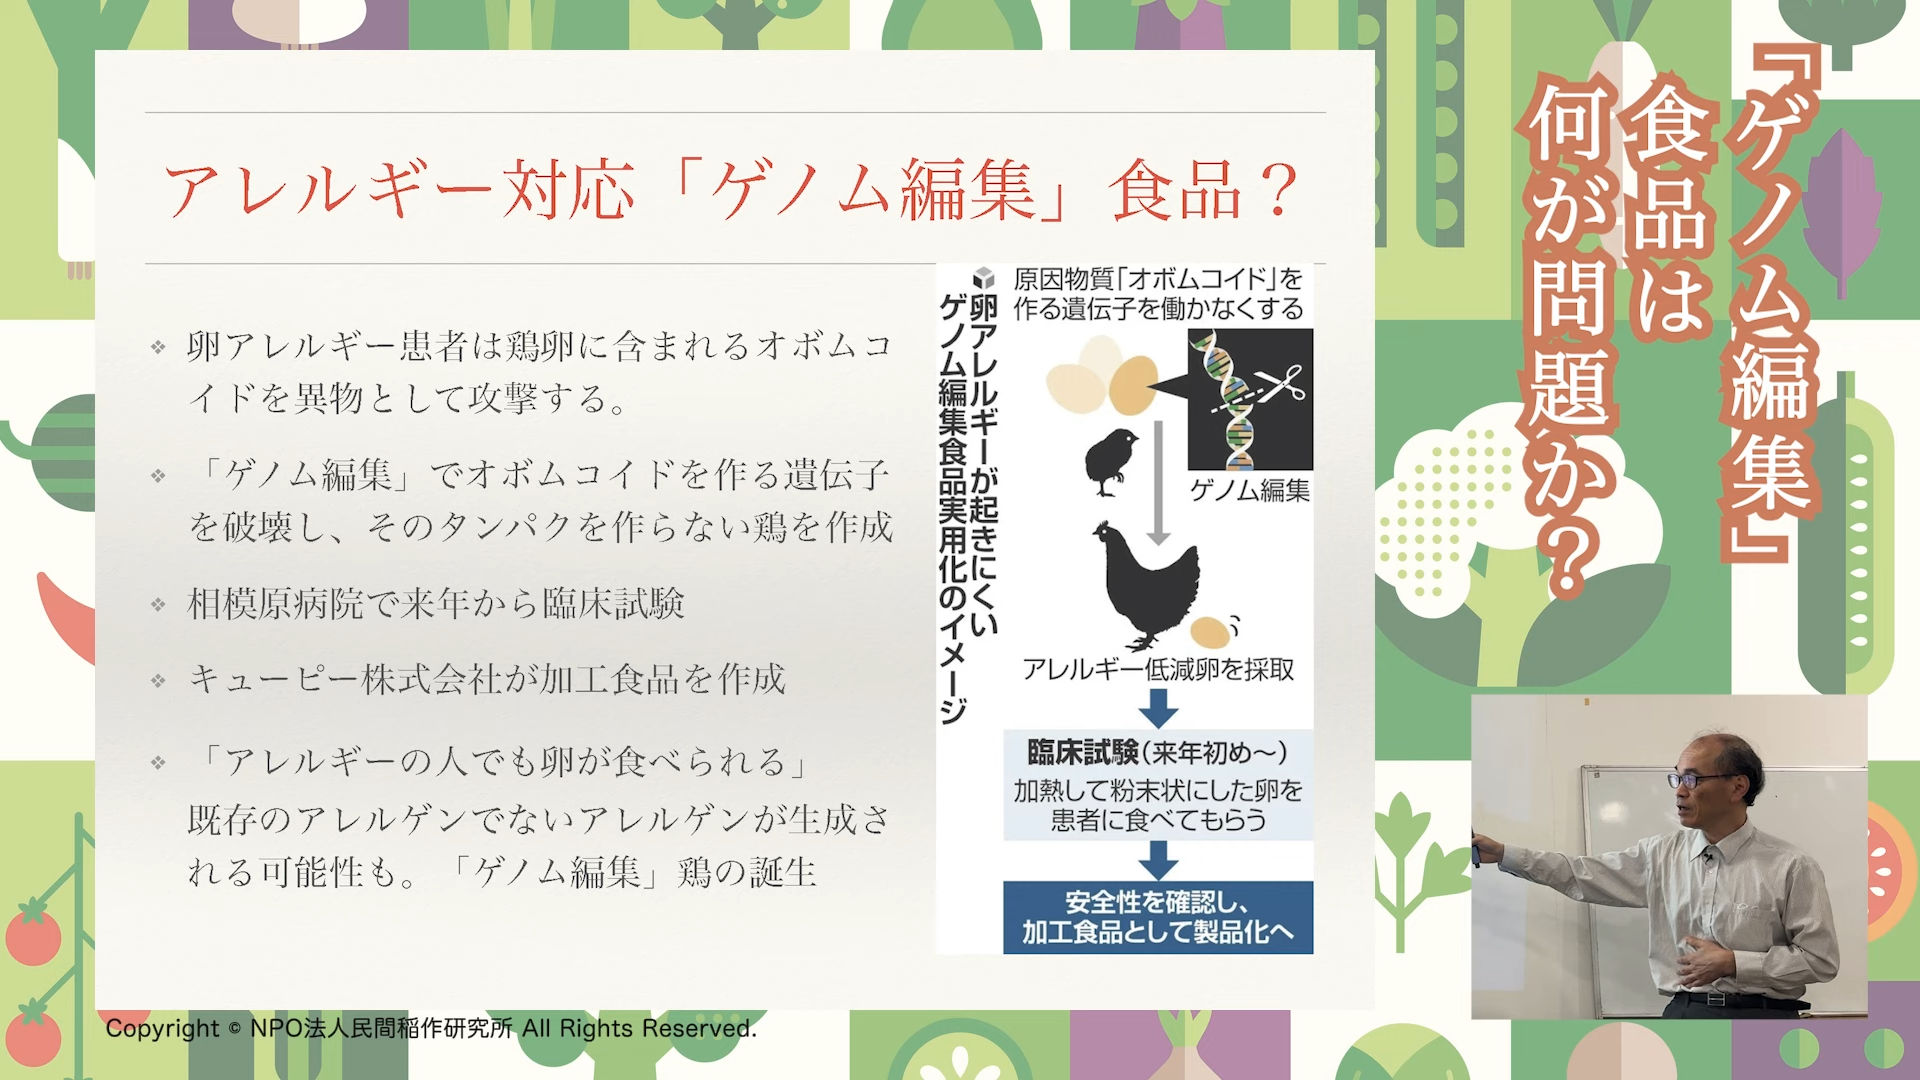 アレルギー対応「ゲノム編集」食品？
卵アレルギー患者は鶏卵に含まれるオボムコ
イドを異物として攻撃する。
「ゲノム編集」でオボムコイドを作る遺伝子
を破壊し、そのタンパクを作らない鶏を作成
相模原病院で来年から臨床試験
キューピー株式会社が加工食品を作成
「アレルギーの人でも卵が食べられる」
既存のアレルゲンでないアレルゲンが生成さ
れる可能性も。「ゲノム編集」鶏の誕生
卵アレルギーが起きにくい
ゲノム編集食品実用化のイメージ
原因物質「オボムコイド」を
作る遺伝子を働かなくする
ゲノム編集
アレルギー低減卵を採取
臨床試験（来年初め〜）
加熱して粉末状にした卵を
患者に食べてもらう
安全性を確認し、
加工食品として製品化へ
『ゲノム編集』
食品は
何が問題か?
Copyright © NPO法人民間稲作研究所 All Rights Reserved.